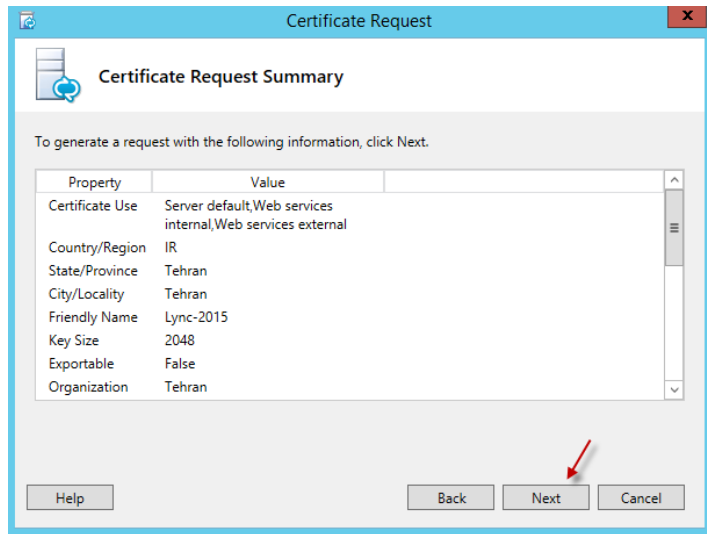 Certificate Request
x
Certificate Request Summary
To generate a request with the following information, click Next.
Property Value
Certificate Use Server default,Web services
internal,Web services external
Country/Region IR
State/Province Tehran
City/Locality Tehran
Friendly Name Lync-2015
Key Size 2048
Exportable False
Organization Tehran
Help Back Next Cancel